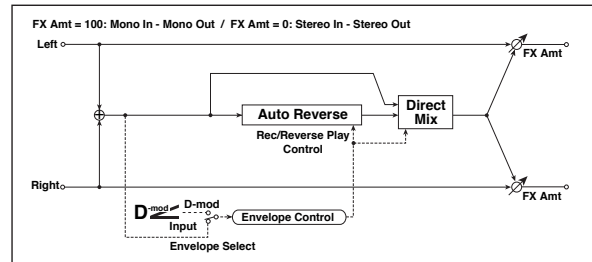 FX Amt = 100: Mono In - Mono Out / FX Amt = 0: Stereo In - Stereo Out
Left
FX Amt
Auto Reverse
Direct
Mix
Rec/Reverse Play
Control
Right
FX Amt
D-mod
D-mod
Input
Envelope Control
Envelope Select